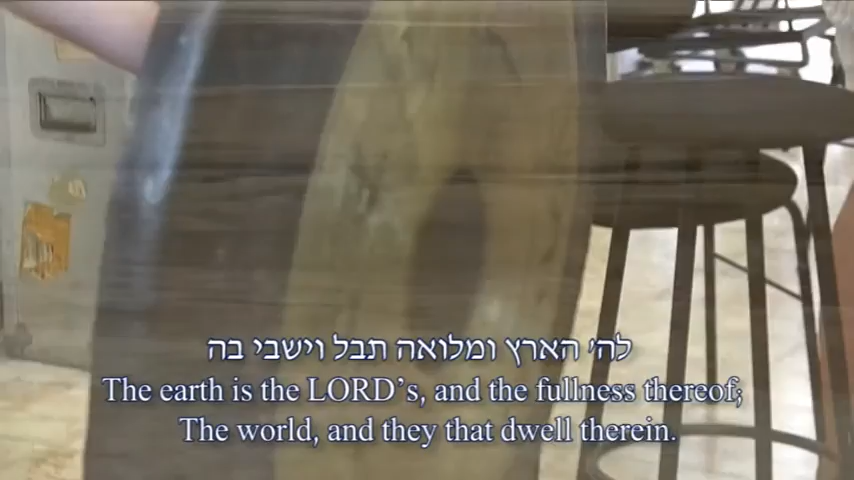 לה׳ הארץ ומלואה תבל וישבי בה
The earth is the LORD’s, and the fullness thereof;
The world, and they that dwell therein.